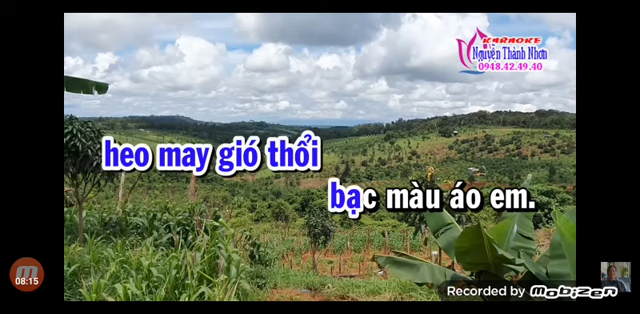 KARAOKE
Nguyễn Thành Nhơn
0948.42.49.40
heo may gió thổi
bạc màu áo em.
08:15
Recorded by MOBIZEN